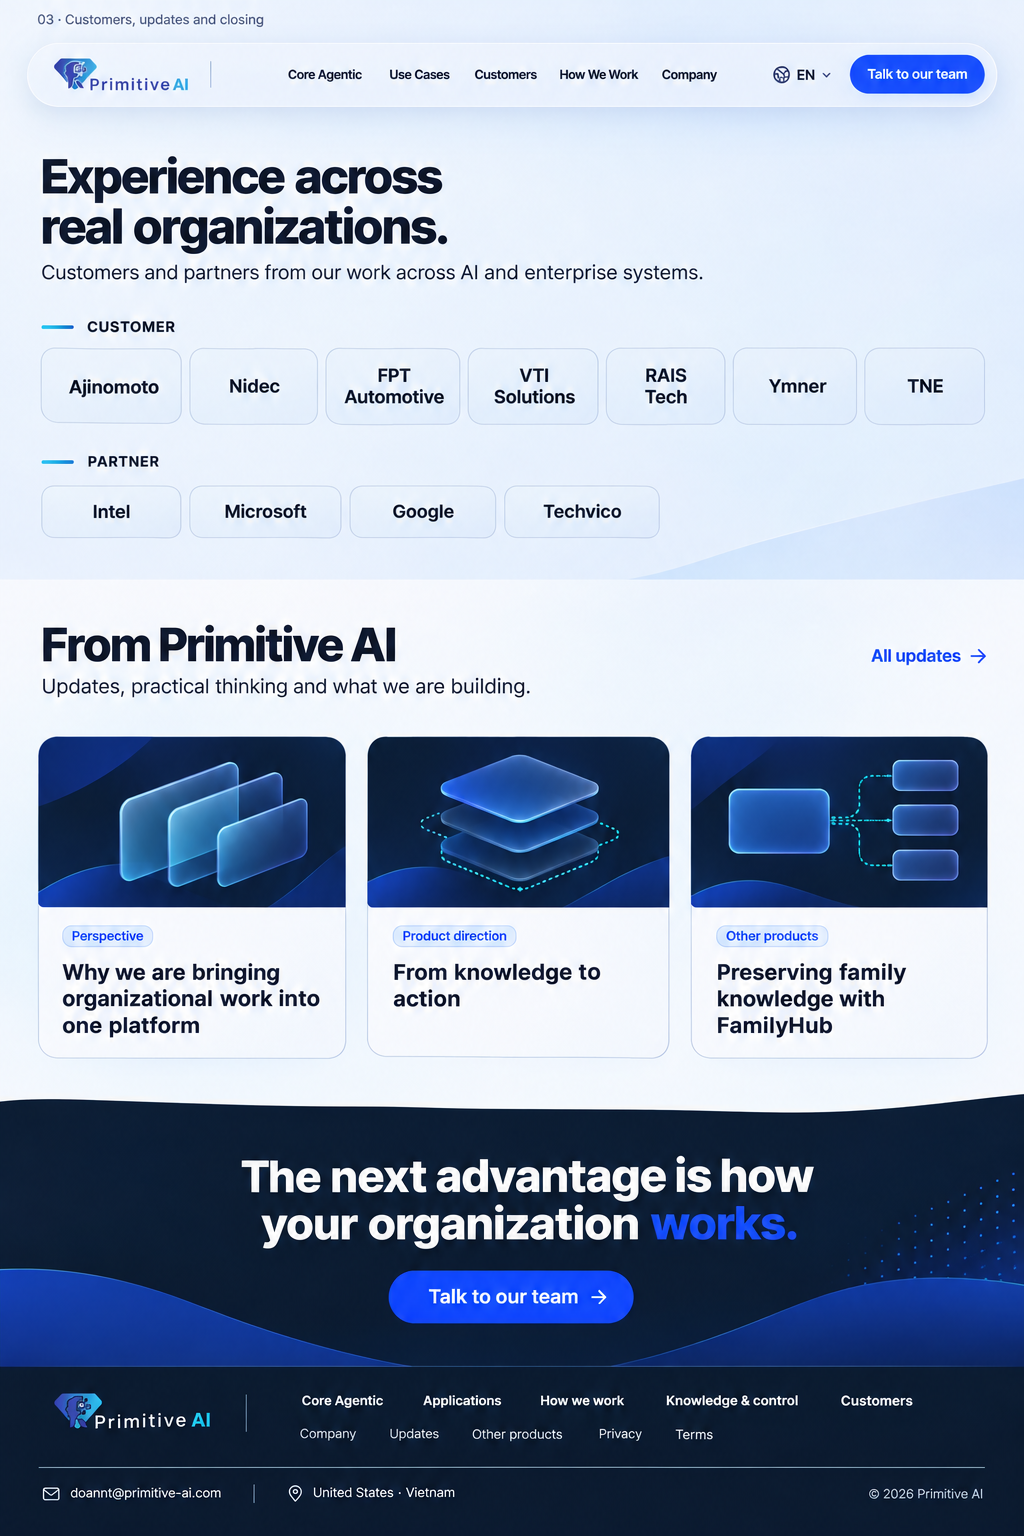 03 · Customers, updates and closing
Primitive AI
Core Agentic
Use Cases
Customers
How We Work
Company
EN
Talk to our team
Experience across
real organizations.
Customers and partners from our work across AI and enterprise systems.
CUSTOMER
Ajinomoto
Nidec
FPT
Automotive
VTI
Solutions
RAIS
Tech
Ymner
TNE
PARTNER
Intel
Microsoft
Google
Techvico
From Primitive AI
Updates, practical thinking and what we are building.
All updates →
Perspective
Why we are bringing
organizational work into
one platform
Product direction
From knowledge to
action
Other products
Preserving family
knowledge with
FamilyHub
The next advantage is how
your organization works.
Talk to our team →
Primitive AI
Core Agentic
Applications
How we work
Knowledge & control
Customers
Company
Updates
Other products
Privacy
Terms
doannt@primitive-ai.com
United States · Vietnam
© 2026 Primitive AI